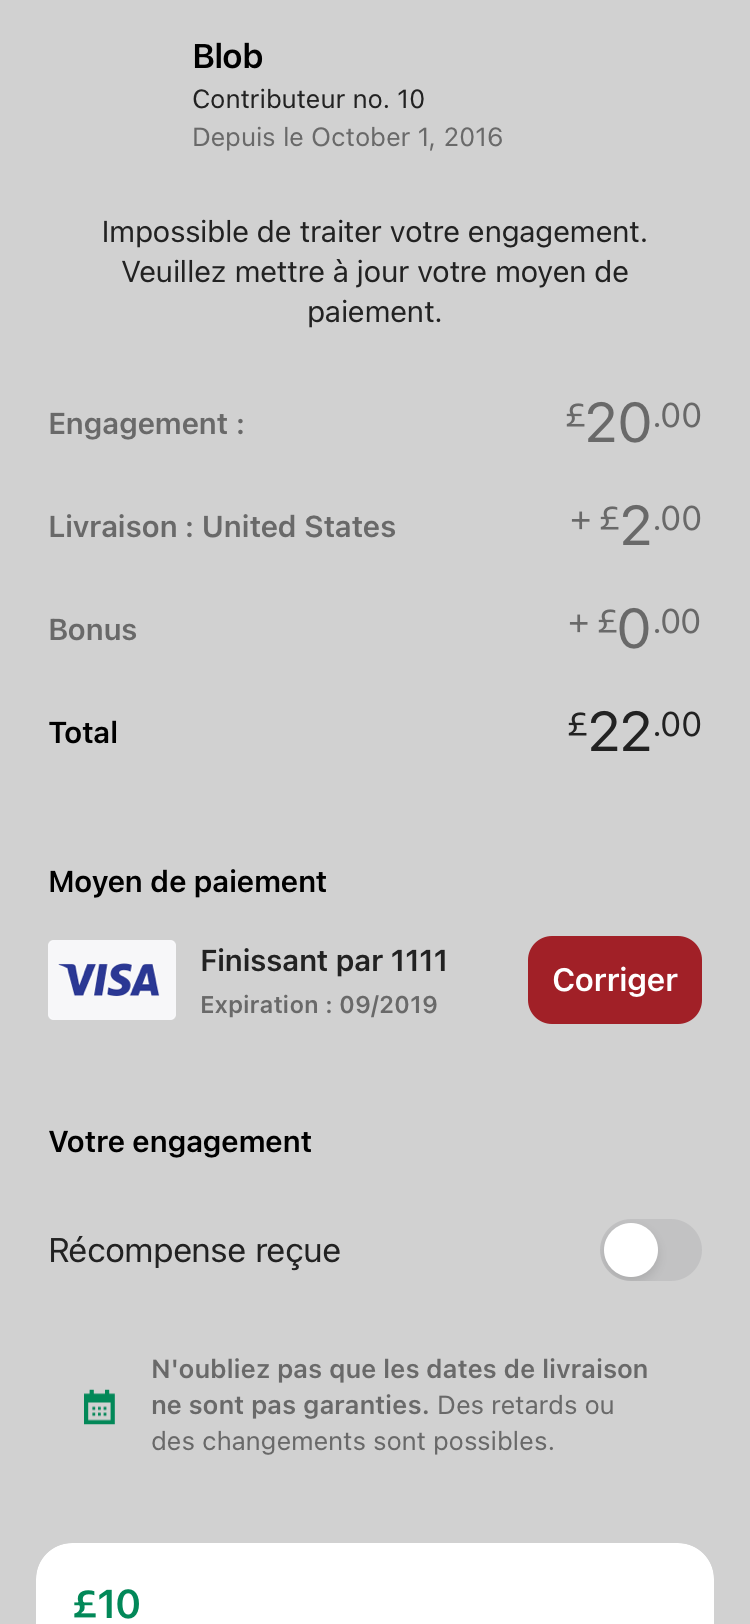 Blob
Contributeur no. 10
Depuis le October 1, 2016
Impossible de traiter votre engagement.
Veuillez mettre à jour votre moyen de
paiement.
Engagement : £20.00
Livraison : United States + £2.00
Bonus + £0.00
Total £22.00
Moyen de paiement
VISA
Finissant par 1111
Expiration : 09/2019
Corriger
Votre engagement
Récompense reçue
N'oubliez pas que les dates de livraison
ne sont pas garanties. Des retards ou
des changements sont possibles.
£10